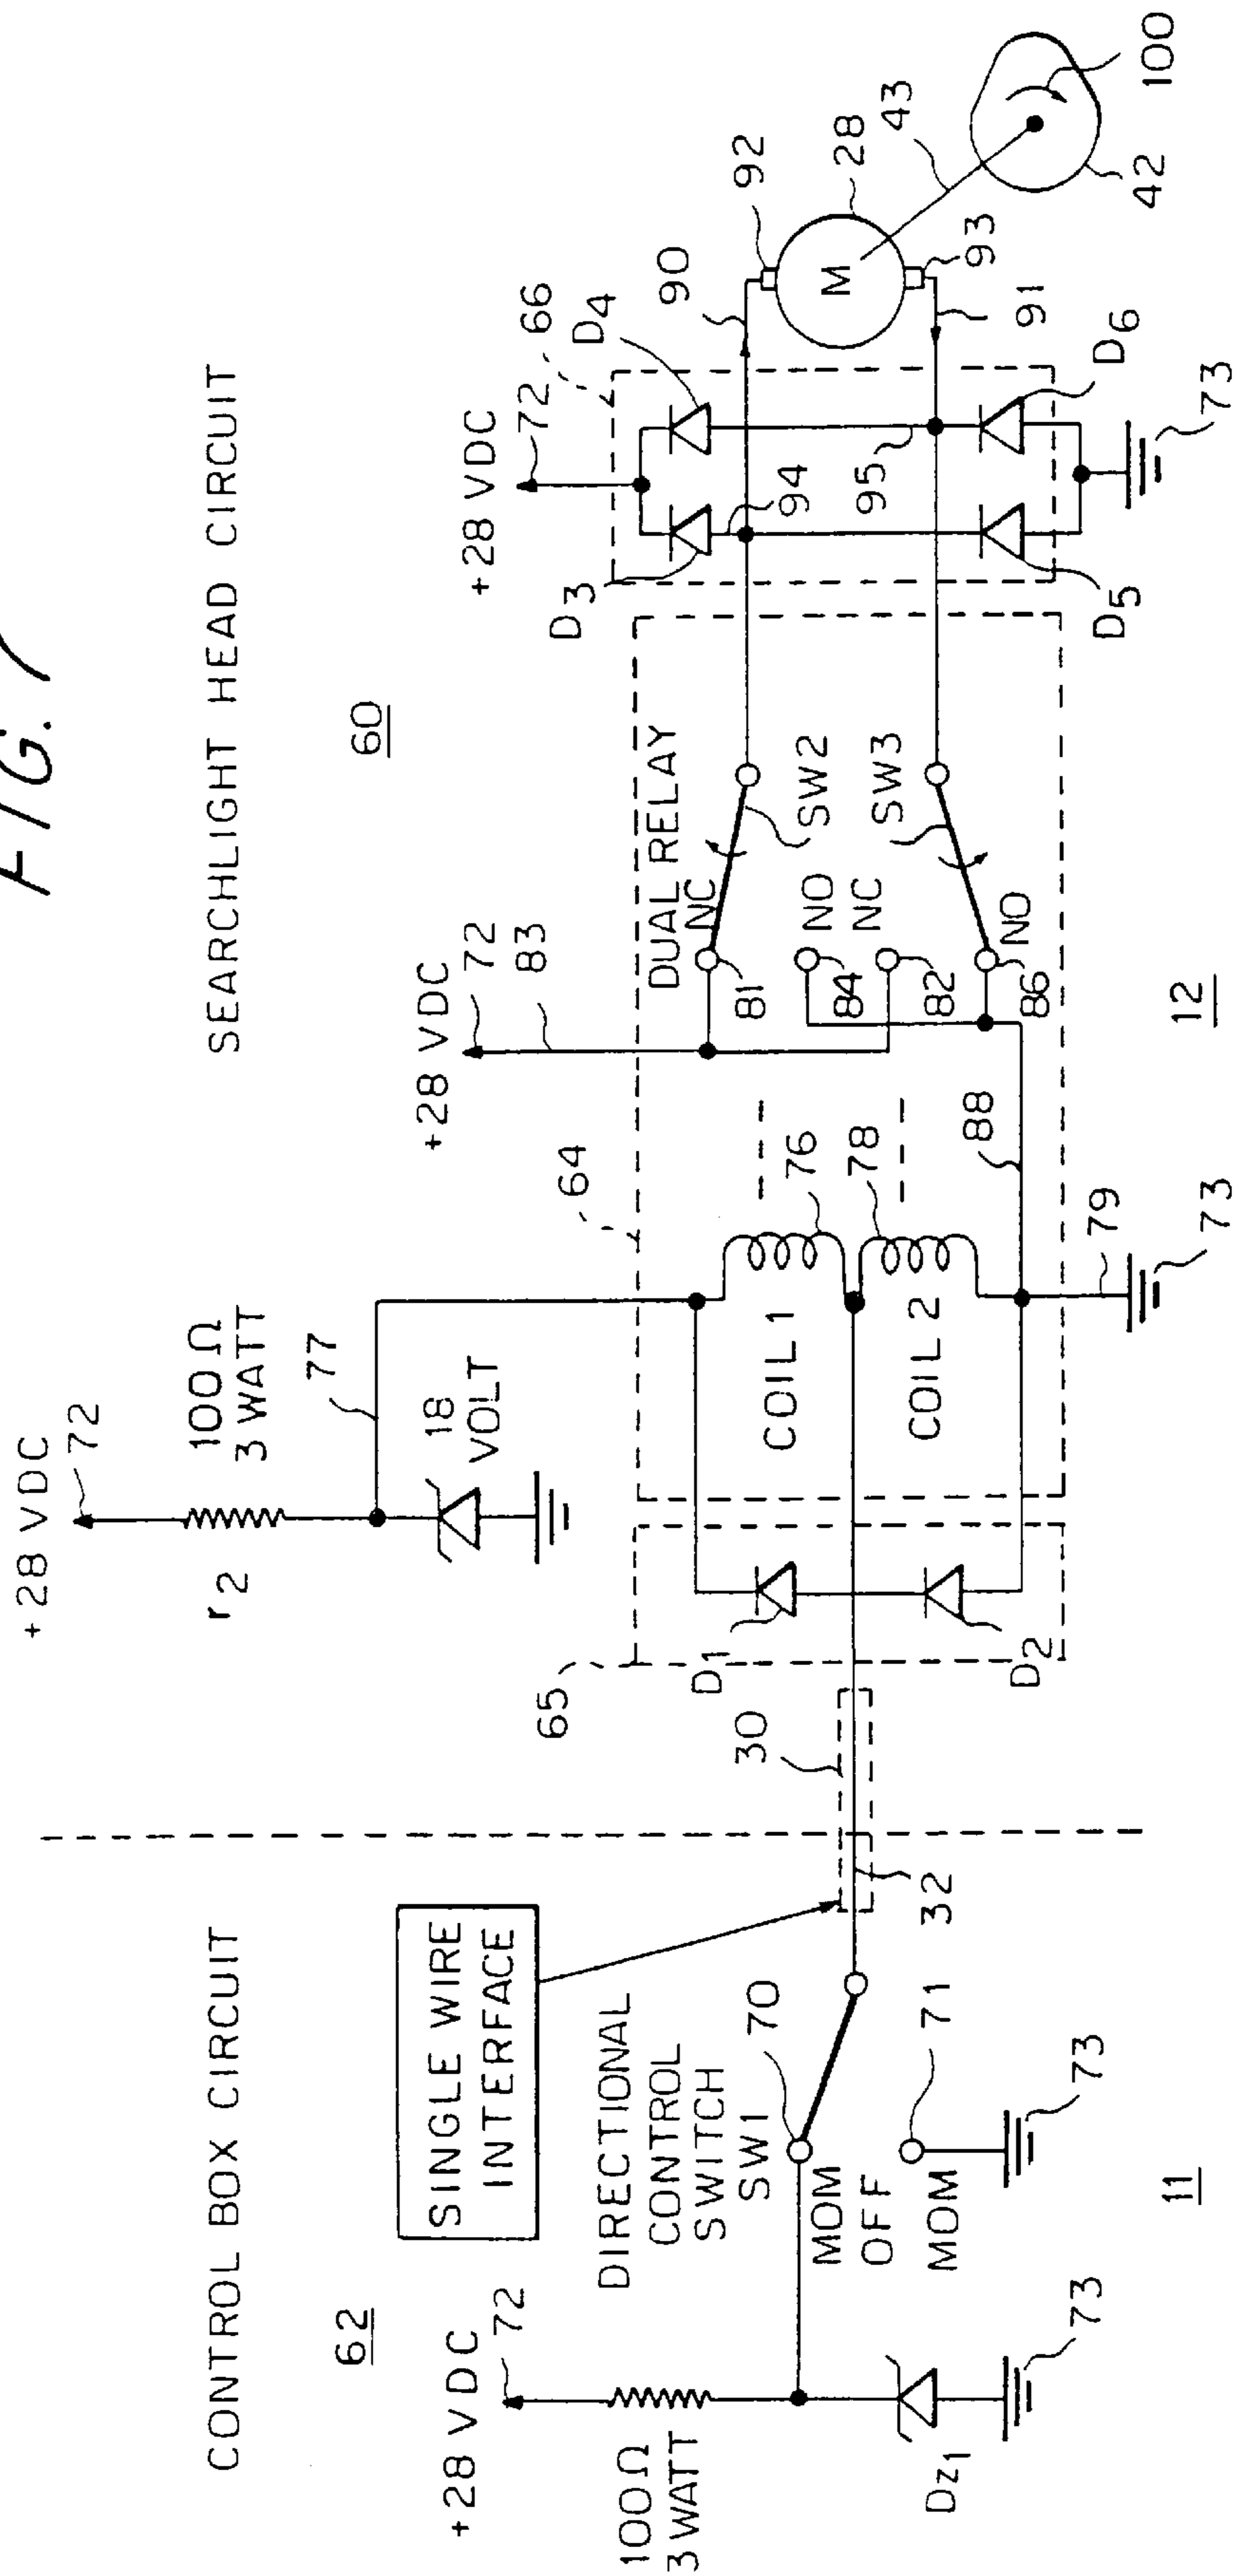 FIG. 7
CONTROL BOX CIRCUIT
SEARCHLIGHT HEAD CIRCUIT
62
60
SINGLE WIRE
INTERFACE
+28 VDC
72
100Ω
3 WATT
Dz1
73
DIRECTIONAL
CONTROL
SWITCH
SW1
70
MOM
OFF
MOM
71
73
11
32
30
+28 VDC
72
r2
100Ω
3 WATT
77
18
VOLT
65
D1
D2
64
COIL 1
COIL 2
76
78
88
79
73
12
+28 VDC
72
83
DUAL RELAY
NC
81
NO
84
NC
82
NO
86
SW2
SW3
+28 VDC
72
66
D3
D4
94
95
D5
D6
73
90
91
92
M
28
93
43
42
100